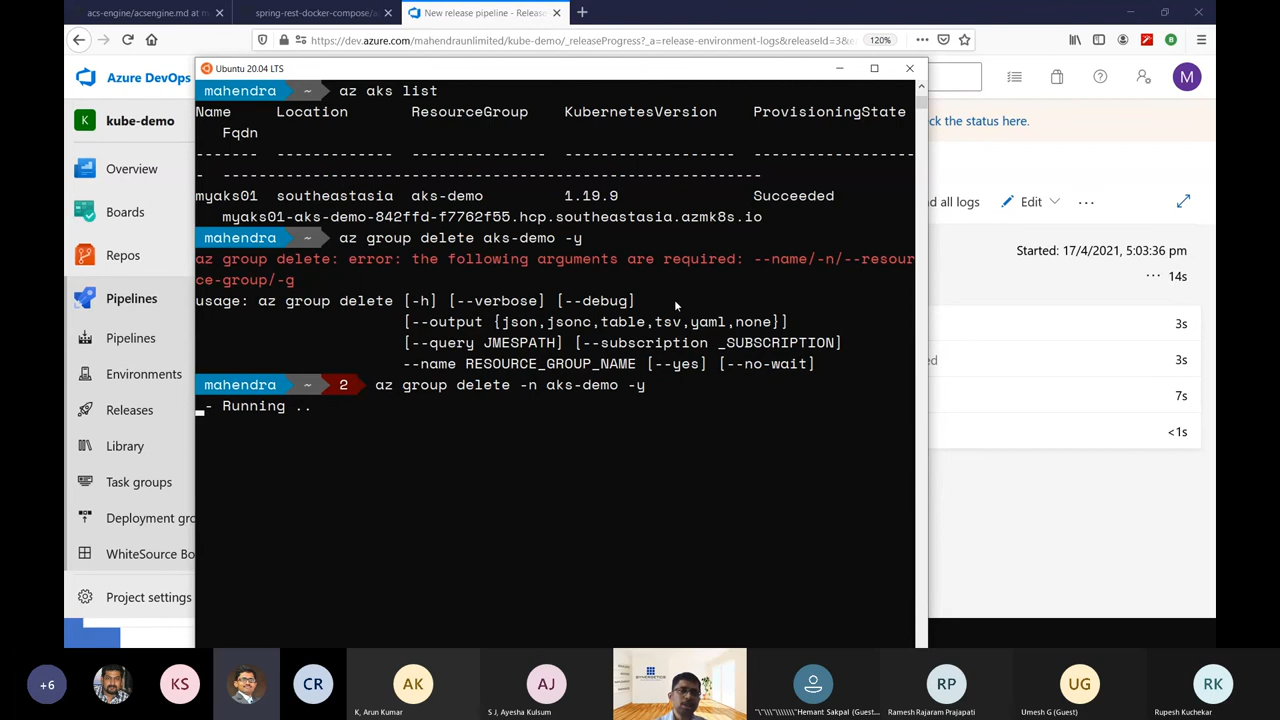 acs-engine/acsengine.md at m
spring-rest-docker-compose/a
New release pipeline - Release
https://dev.azure.com/mahendraunlimited/kube-demo/_releaseProgress?_a=release-environment-logs&releaseId=3&e
120%
Azure DevOps
M
Ubuntu 20.04 LTS
mahendra ~ az aks list
Name Location ResourceGroup KubernetesVersion ProvisioningState
Fqdn
------- ------------- --------------- ------------------- ------------------
- ------------------------------------------------------------
myaks01 southeastasia aks-demo 1.19.9 Succeeded
myaks01-aks-demo-842ffd-f7762f55.hcp.southeastasia.azmk8s.io
mahendra ~ az group delete aks-demo -y
az group delete: error: the following arguments are required: --name/-n/--resour
ce-group/-g
usage: az group delete [-h] [--verbose] [--debug]
[--output {json,jsonc,table,tsv,yaml,none}]
[--query JMESPATH] [--subscription _SUBSCRIPTION]
--name RESOURCE_GROUP_NAME [--yes] [--no-wait]
mahendra ~ 2 az group delete -n aks-demo -y
- Running ..
K kube-demo
Overview
Boards
Repos
Pipelines
Pipelines
Environments
Releases
Library
Task groups
Deployment gro
WhiteSource Bo
Project settings
ck the status here.
ad all logs
Edit
Started: 17/4/2021, 5:03:36 pm
14s
3s
ed 3s
7s
<1s
+6
KS
CR
AK
K, Arun Kumar
AJ
S J, Ayesha Kulsum
SYNERGETICS
"\"\\\"\\\\\\\"Hemant Sakpal (Guest...
RP
Ramesh Rajaram Prajapati
UG
Umesh G (Guest)
RK
Rupesh Kuchekar